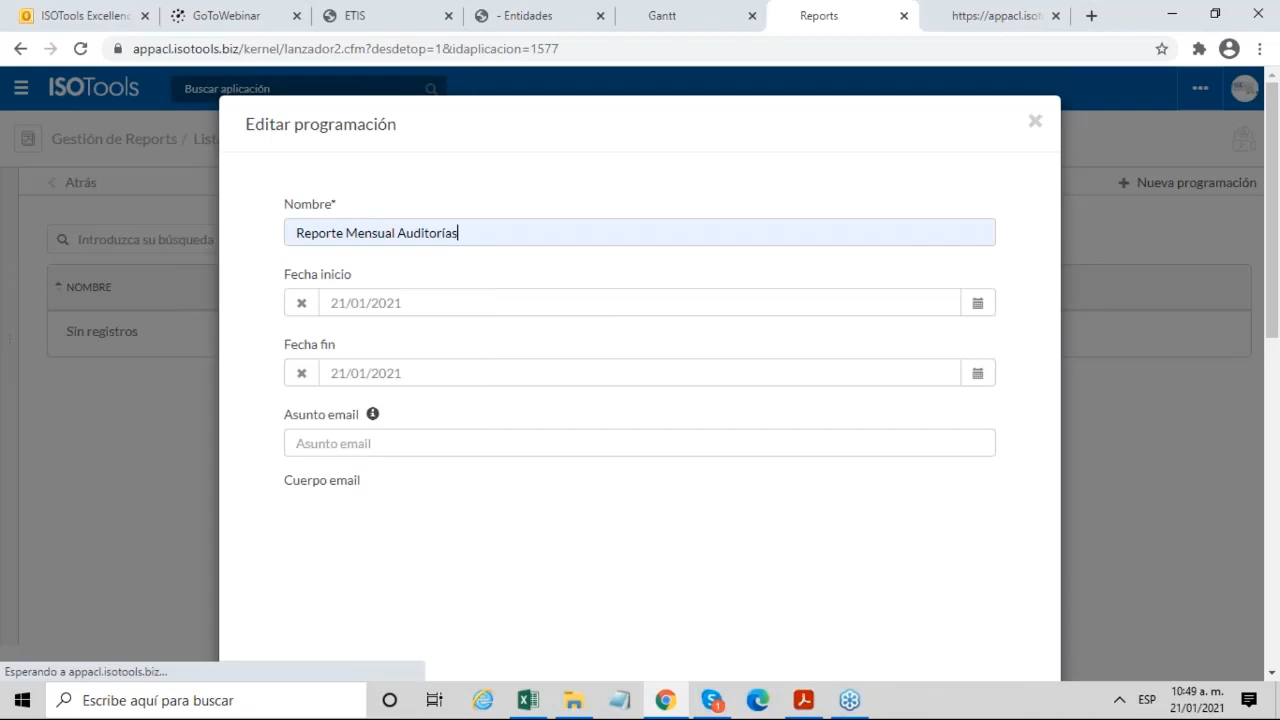 ISOTools Excellenc
GoToWebinar
ETIS
- Entidades
Gantt
Reports
https://appacl.isoto
appacl.isotools.biz/kernel/lanzador2.cfm?desdetop=1&idaplicacion=1577
ISOTools
Buscar aplicación
Editar programación
Gestión de Reports / Lista
Atrás
Nueva programación
Nombre*
Reporte Mensual Auditorías
Introduzca su búsqueda
Fecha inicio
NOMBRE
21/01/2021
Sin registros
Fecha fin
21/01/2021
Asunto email
Asunto email
Cuerpo email
Esperando a appacl.isotools.biz...
Escribe aquí para buscar
1
ESP
10:49 a. m.
21/01/2021